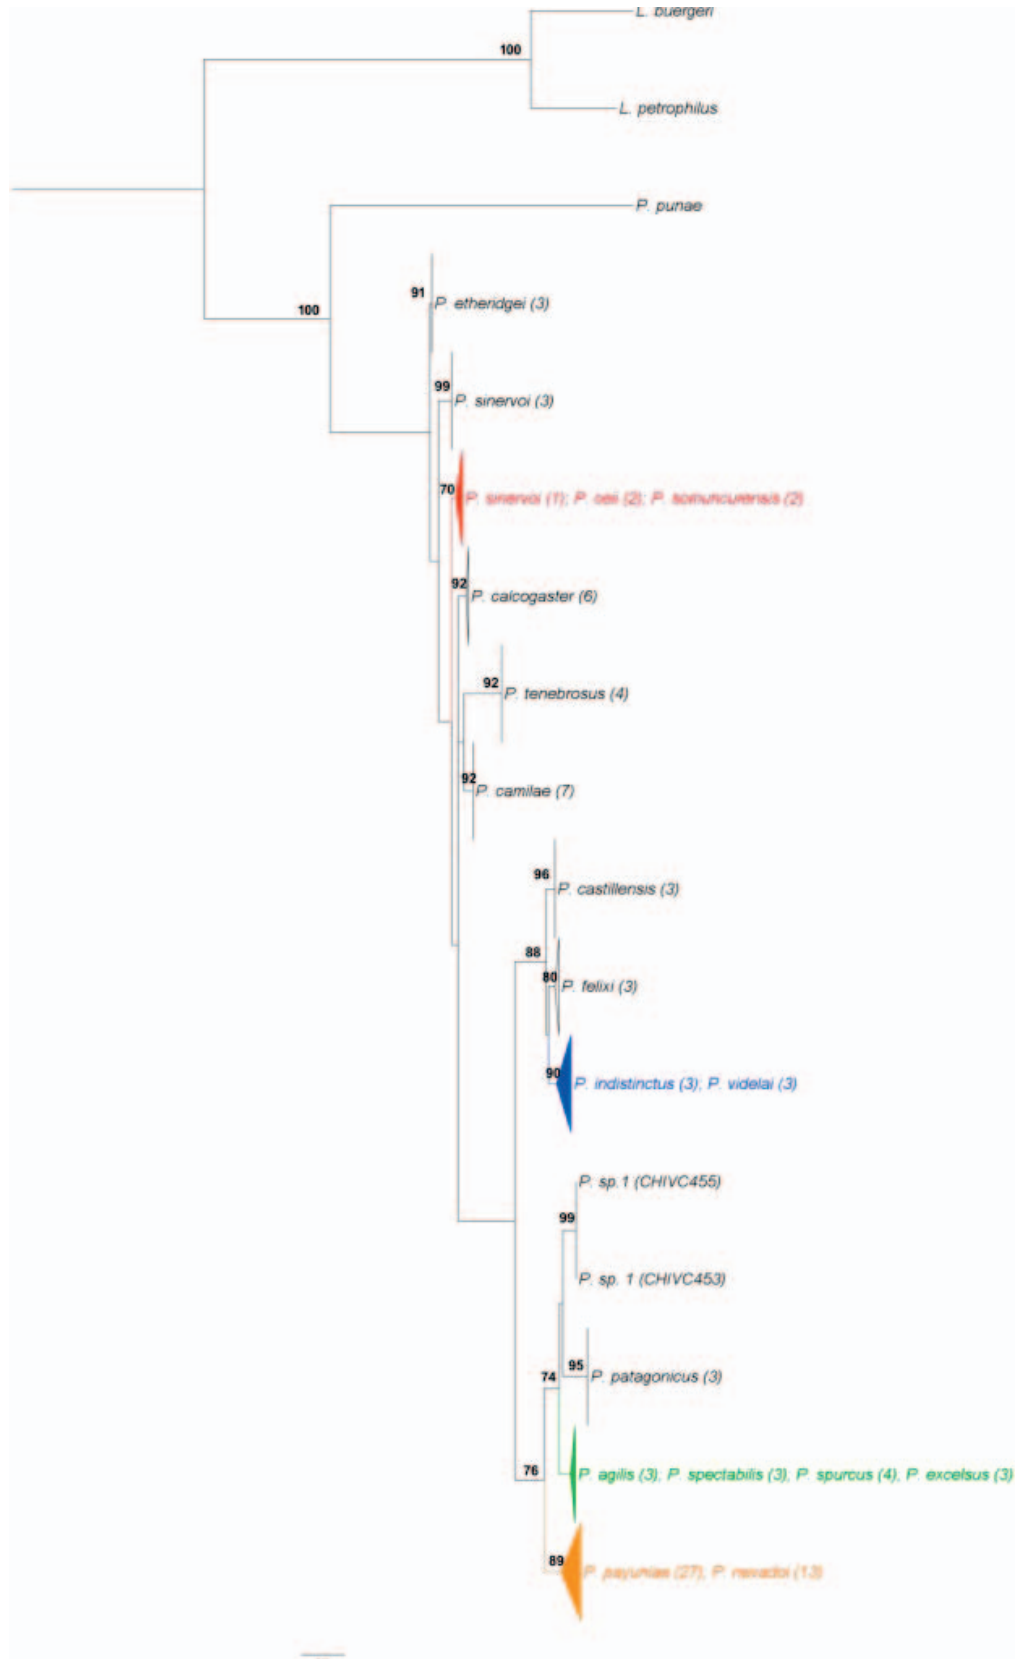 L. buergeri
100
L. petrophilus
P. punae
91
P. etheridgei (3)
100
99
P. sinervoi (3)
70
P. sinervoi (1); P. ceii (2); P. somuncurensis (2)
92
P. calcogaster (6)
92
P. tenebrosus (4)
92
P. camilae (7)
96
P. castillensis (3)
88
80
P. felixi (3)
90
P. indistinctus (3); P. videlai (3)
P. sp.1 (CHIVC455)
99
P. sp. 1 (CHIVC453)
95
P. patagonicus (3)
74
76
P. agilis (3); P. spectabilis (3); P. spurcus (4); P. excelsus (3)
89
P. payuniae (27); P. nevadoi (13)